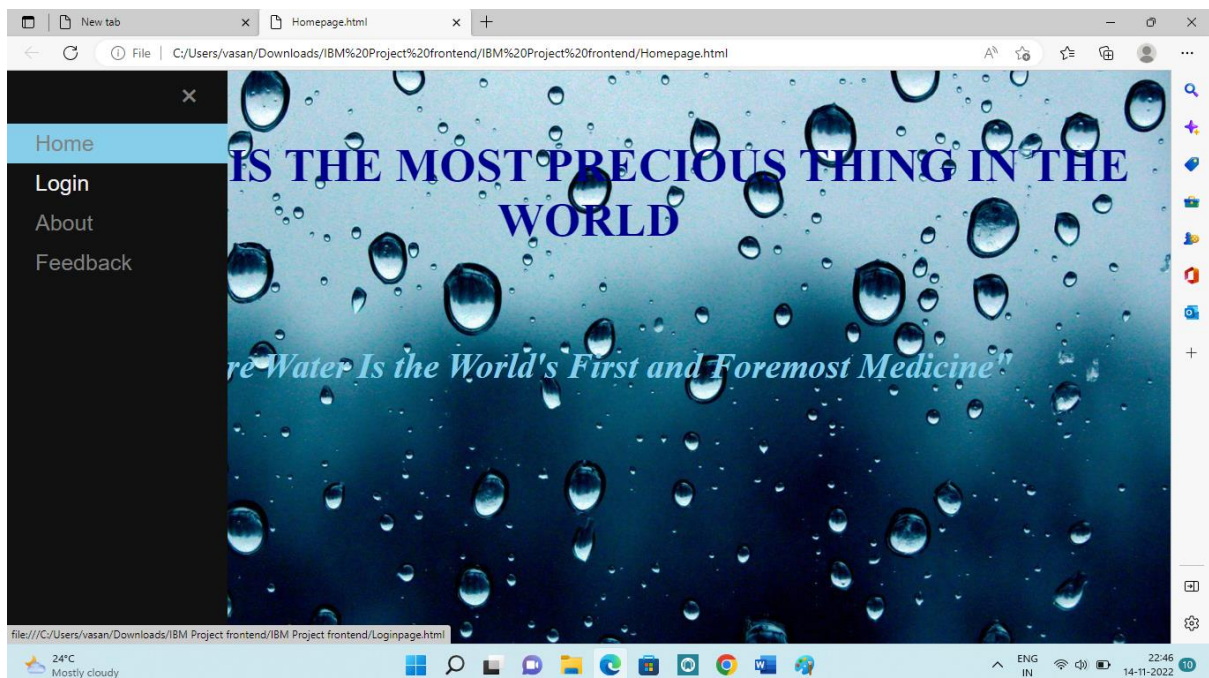 New tab
Homepage.html
File
C:/Users/vasan/Downloads/IBM%20Project%20frontend/IBM%20Project%20frontend/Homepage.html
×
Home
Login
About
Feedback
IS THE MOST PRECIOUS THING IN THE
WORLD
re Water Is the World's First and Foremost Medicine"
file:///C:/Users/vasan/Downloads/IBM Project frontend/IBM Project frontend/Loginpage.html
24°C
Mostly cloudy
ENG
IN
22:46
14-11-2022
10